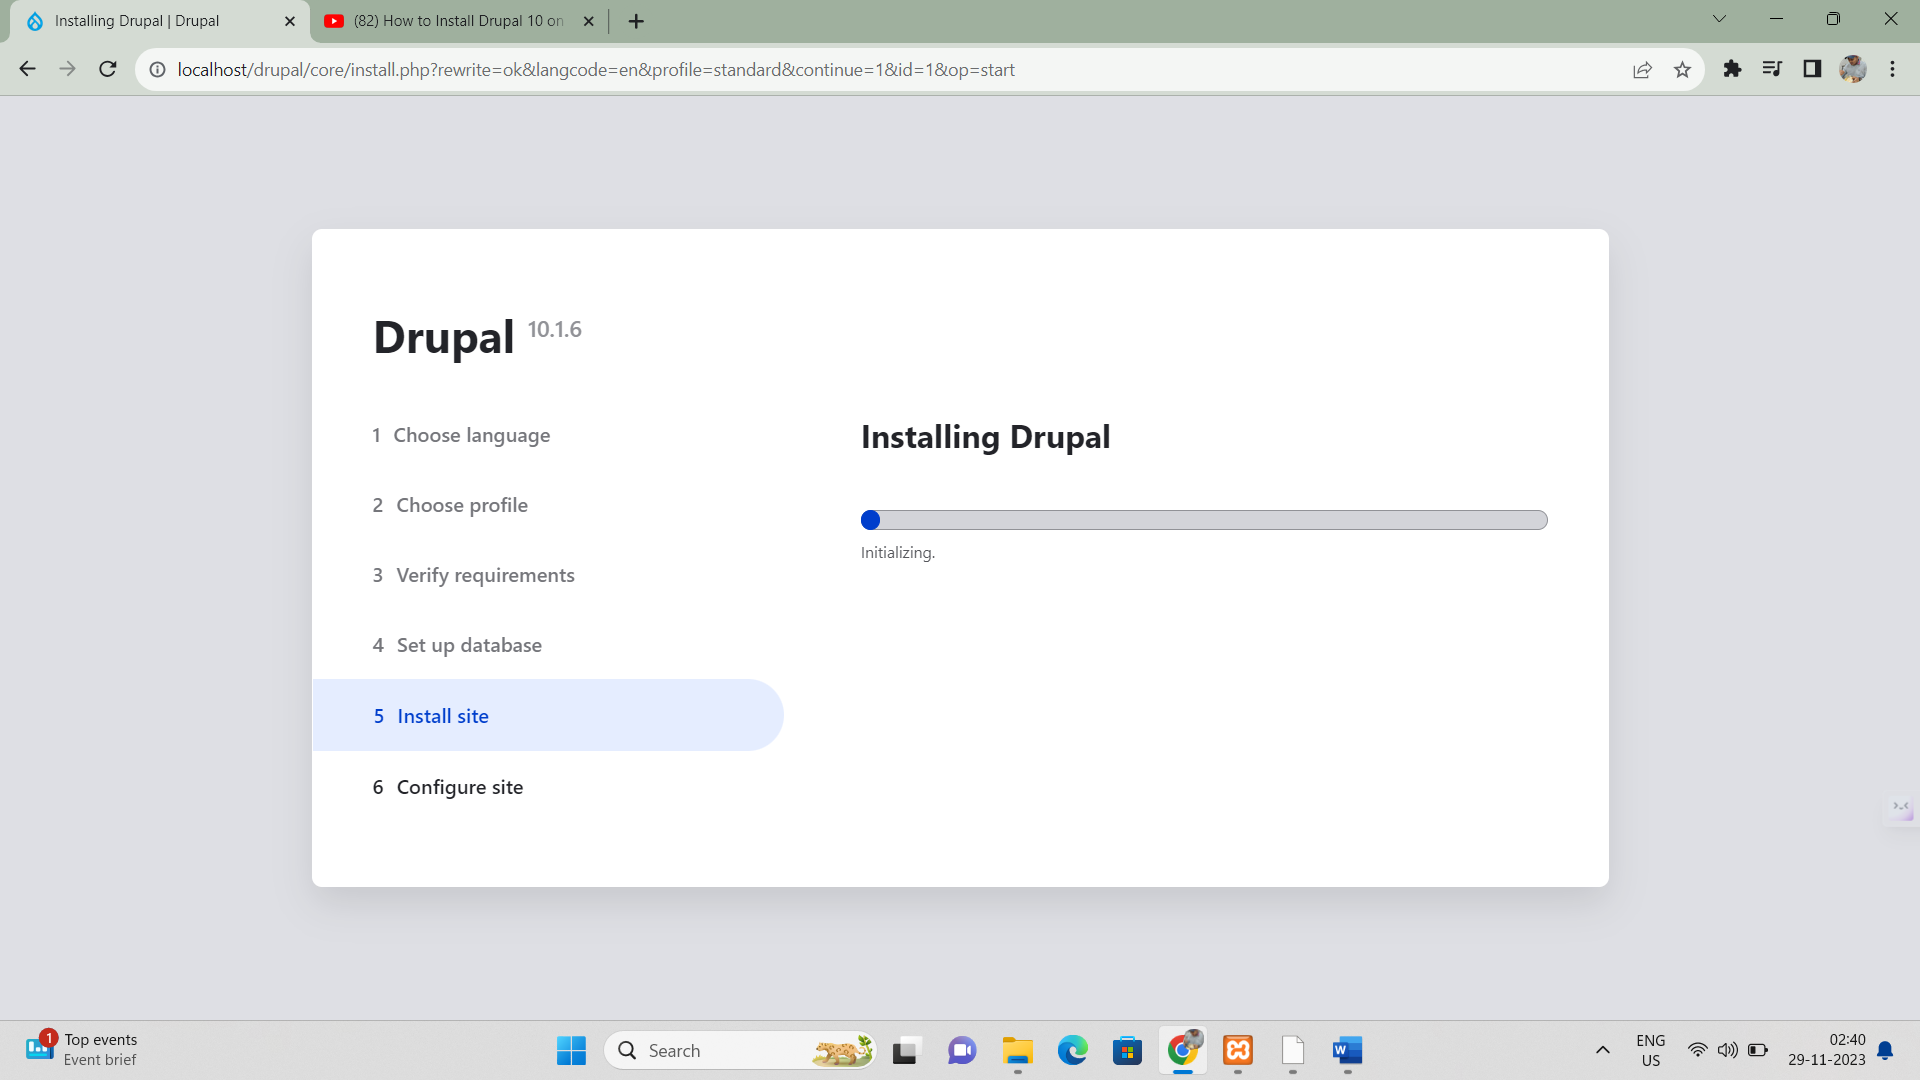 Installing Drupal | Drupal
(82) How to Install Drupal 10 on
localhost/drupal/core/install.php?rewrite=ok&langcode=en&profile=standard&continue=1&id=1&op=start
Drupal 10.1.6
1 Choose language
2 Choose profile
3 Verify requirements
4 Set up database
5 Install site
6 Configure site
Installing Drupal
Initializing.
1
Top events
Event brief
Search
W
ENG
US
02:40
29-11-2023